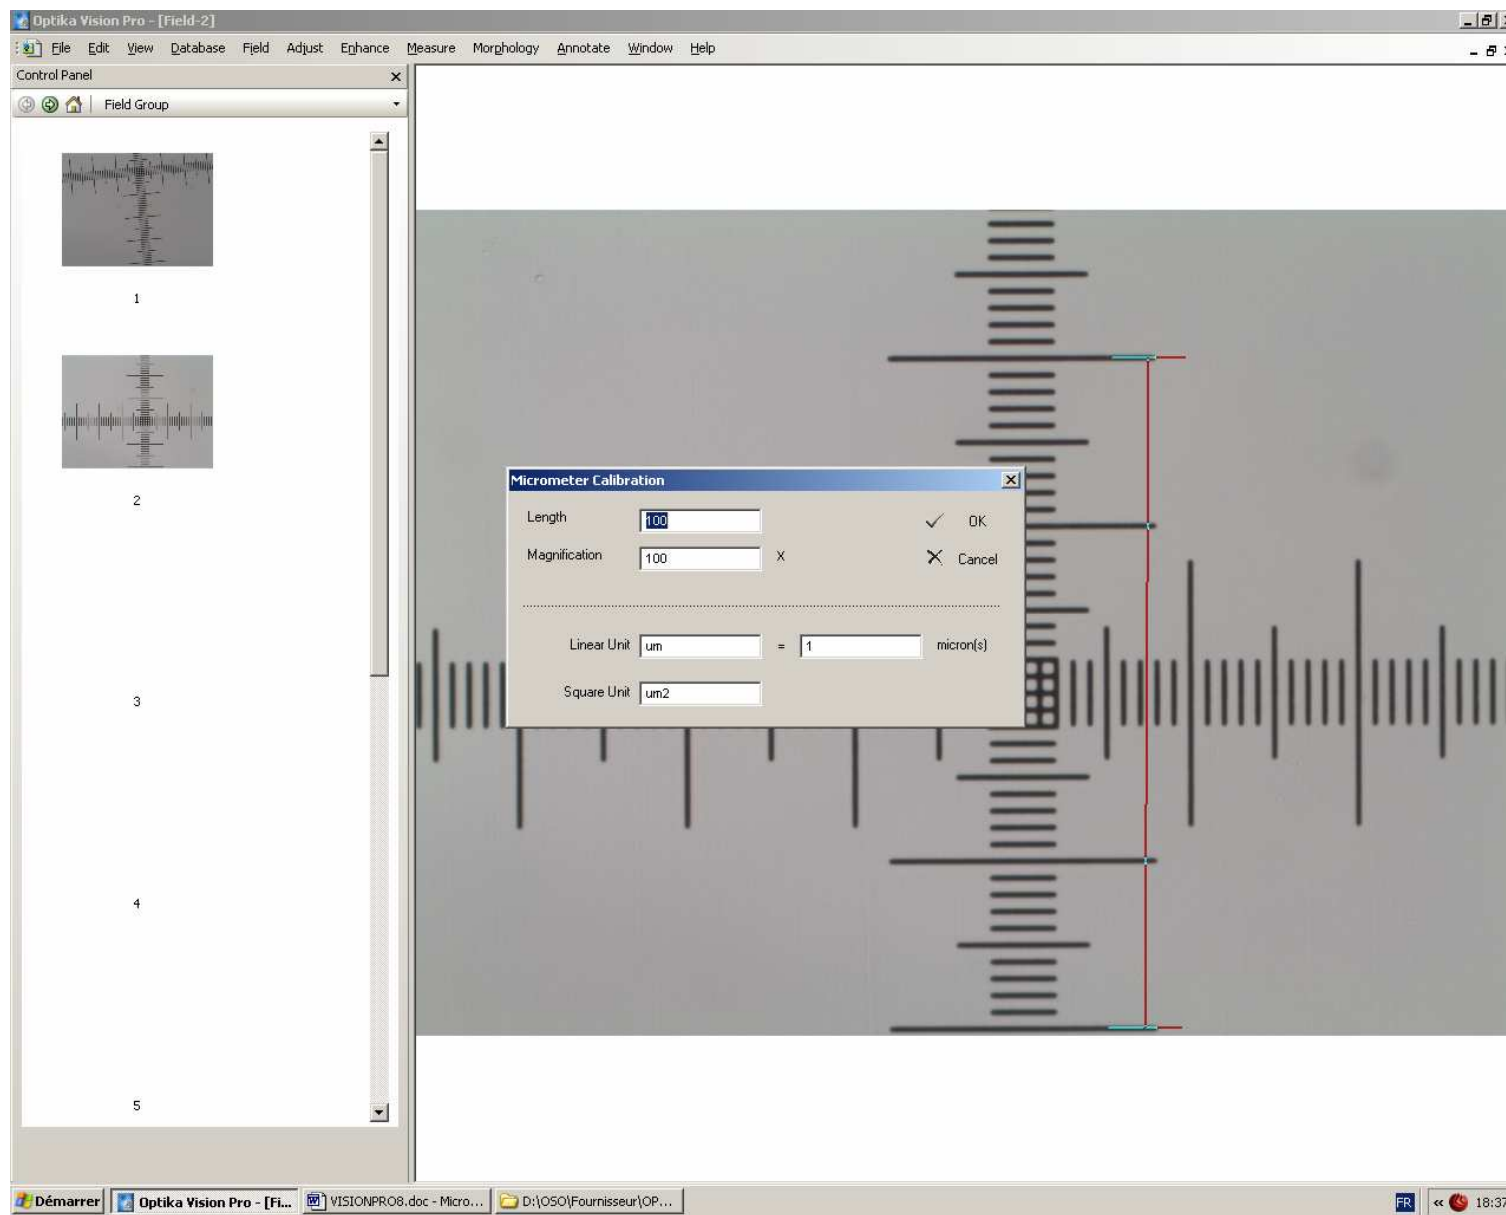 Optika Vision Pro - [Field-2]
File Edit View Database Field Adjust Enhance Measure Morphology Annotate Window Help
Control Panel
Field Group
1
2
3
4
5
Micrometer Calibration
Length 100 OK
Magnification 100 X Cancel
Linear Unit um = 1 micron(s)
Square Unit um2
Démarrer Optika Vision Pro - [Fi... VISIONPRO8.doc - Micro... D:\OSO\Fournisseur\OP... FR « 18:37